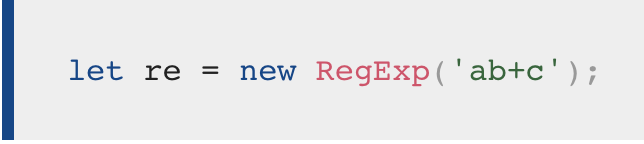 let re = new RegExp('ab+c');